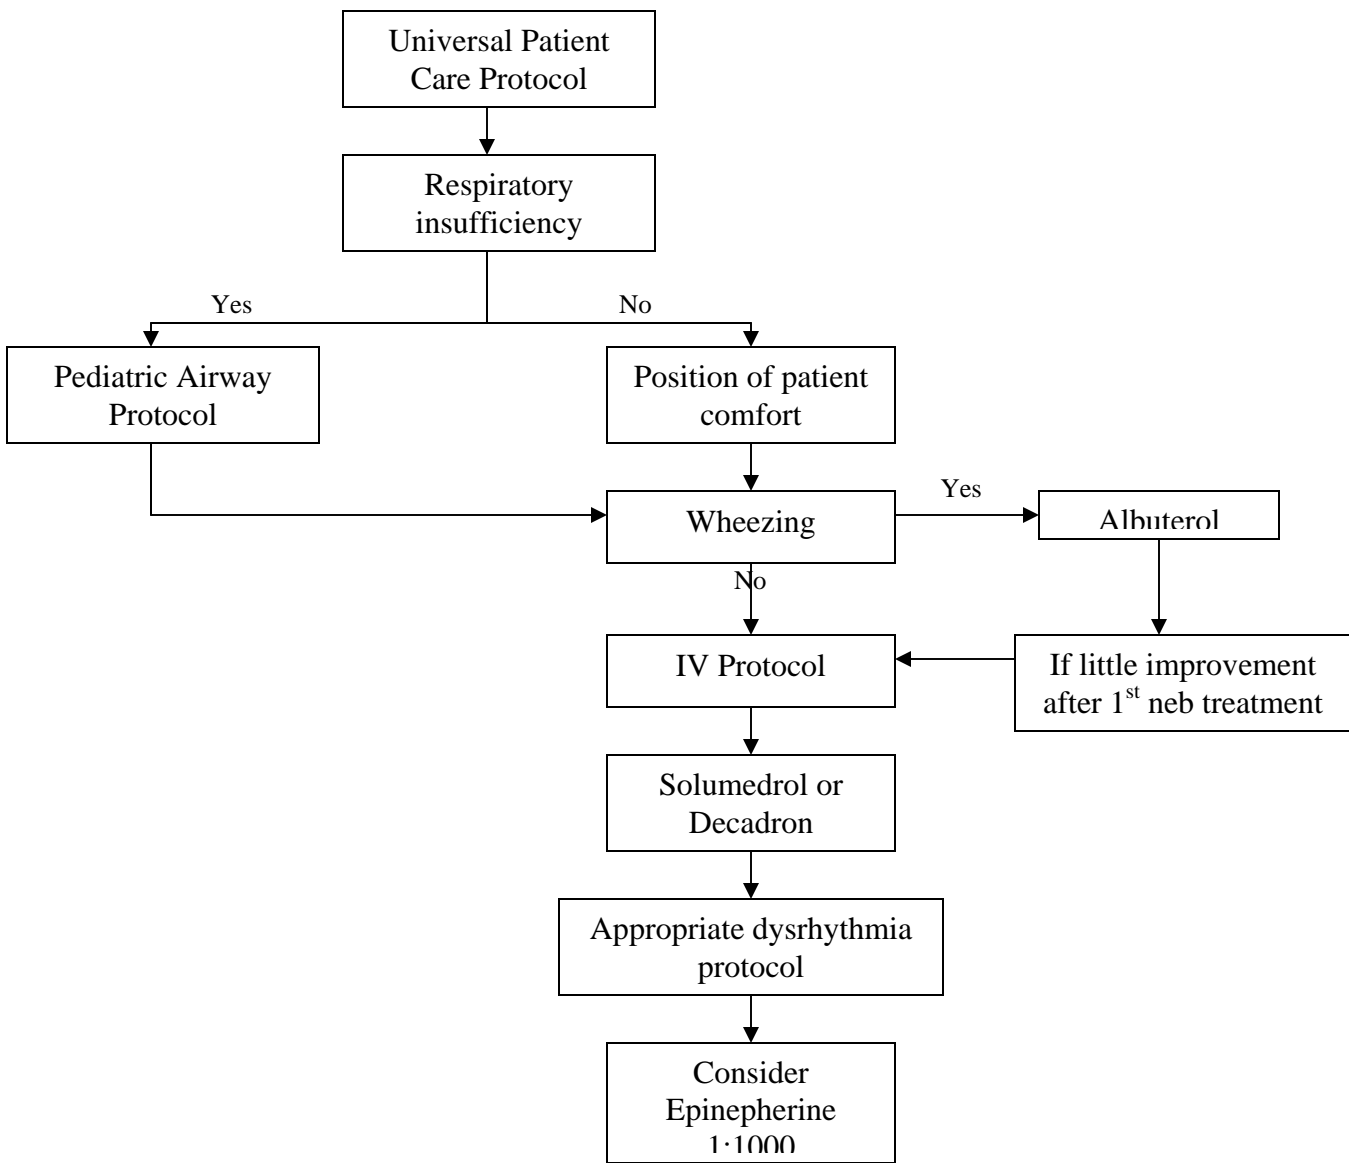 Universal Patient
Care Protocol
Respiratory
insufficiency
Yes
No
Pediatric Airway
Protocol
Position of patient
comfort
Wheezing
Yes
Albuterol
No
IV Protocol
If little improvement
after 1st neb treatment
Solumedrol or
Decadron
Appropriate dysrhythmia
protocol
Consider
Epinepherine
1:1000